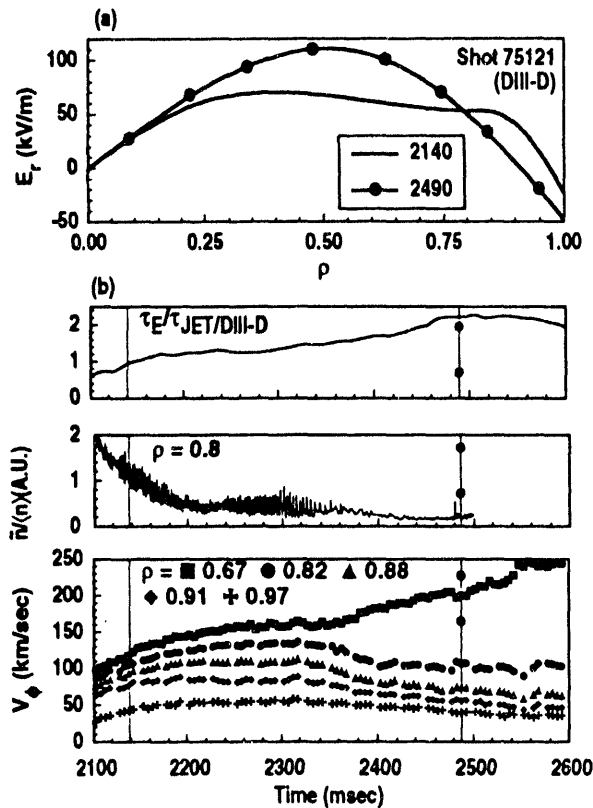 (a)
Shot 75121
(DIII-D)
100
50
0
-50
E_r (kV/m)
2140
2490
0.00 0.25 0.50 0.75 1.00
ρ
(b)
τ_E/τ_JET/DIII-D
2
1
0
ρ = 0.8
2
1
0
ñ/(n)(A.U.)
ρ = ■ 0.67 ● 0.82 ▲ 0.88
◆ 0.91 + 0.97
250
200
150
100
50
0
V_ϕ (km/sec)
2100 2200 2300 2400 2500 2600
Time (msec)